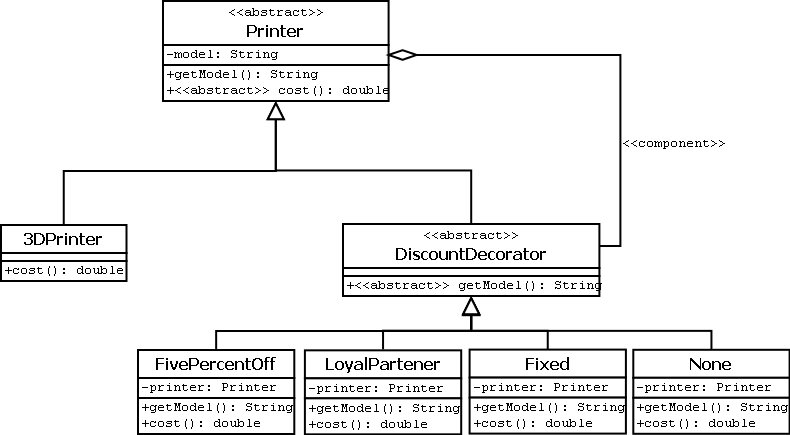 <<abstract>>
Printer
-model: String
+getModel(): String
+<<abstract>> cost(): double
<<component>>
3DPrinter
+cost(): double
<<abstract>>
DiscountDecorator
+<<abstract>> getModel(): String
FivePercentOff
-printer: Printer
+getModel(): String
+cost(): double
LoyalPartener
-printer: Printer
+getModel(): String
+cost(): double
Fixed
-printer: Printer
+getModel(): String
+cost(): double
None
-printer: Printer
+getModel(): String
+cost(): double